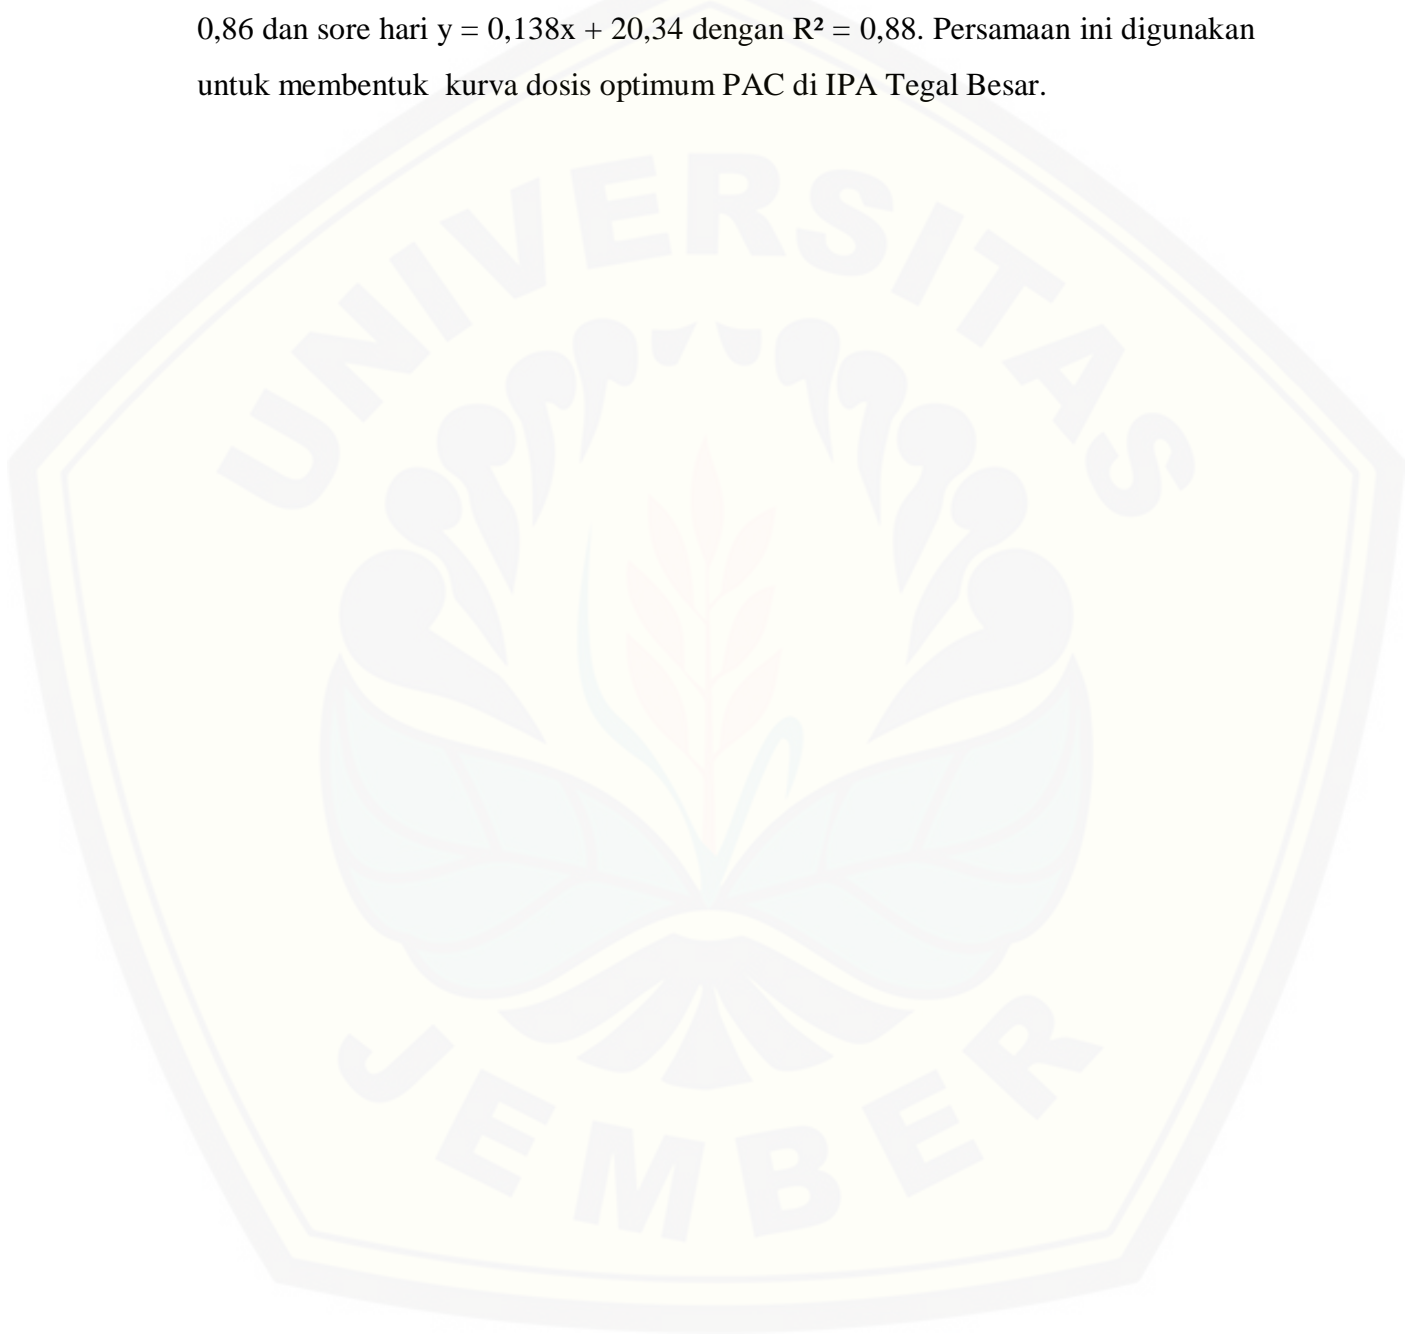 0,86 dan sore hari y = 0,138x + 20,34 dengan R² = 0,88. Persamaan ini digunakan
untuk membentuk kurva dosis optimum PAC di IPA Tegal Besar.
UNIVERSITAS
JEMBER